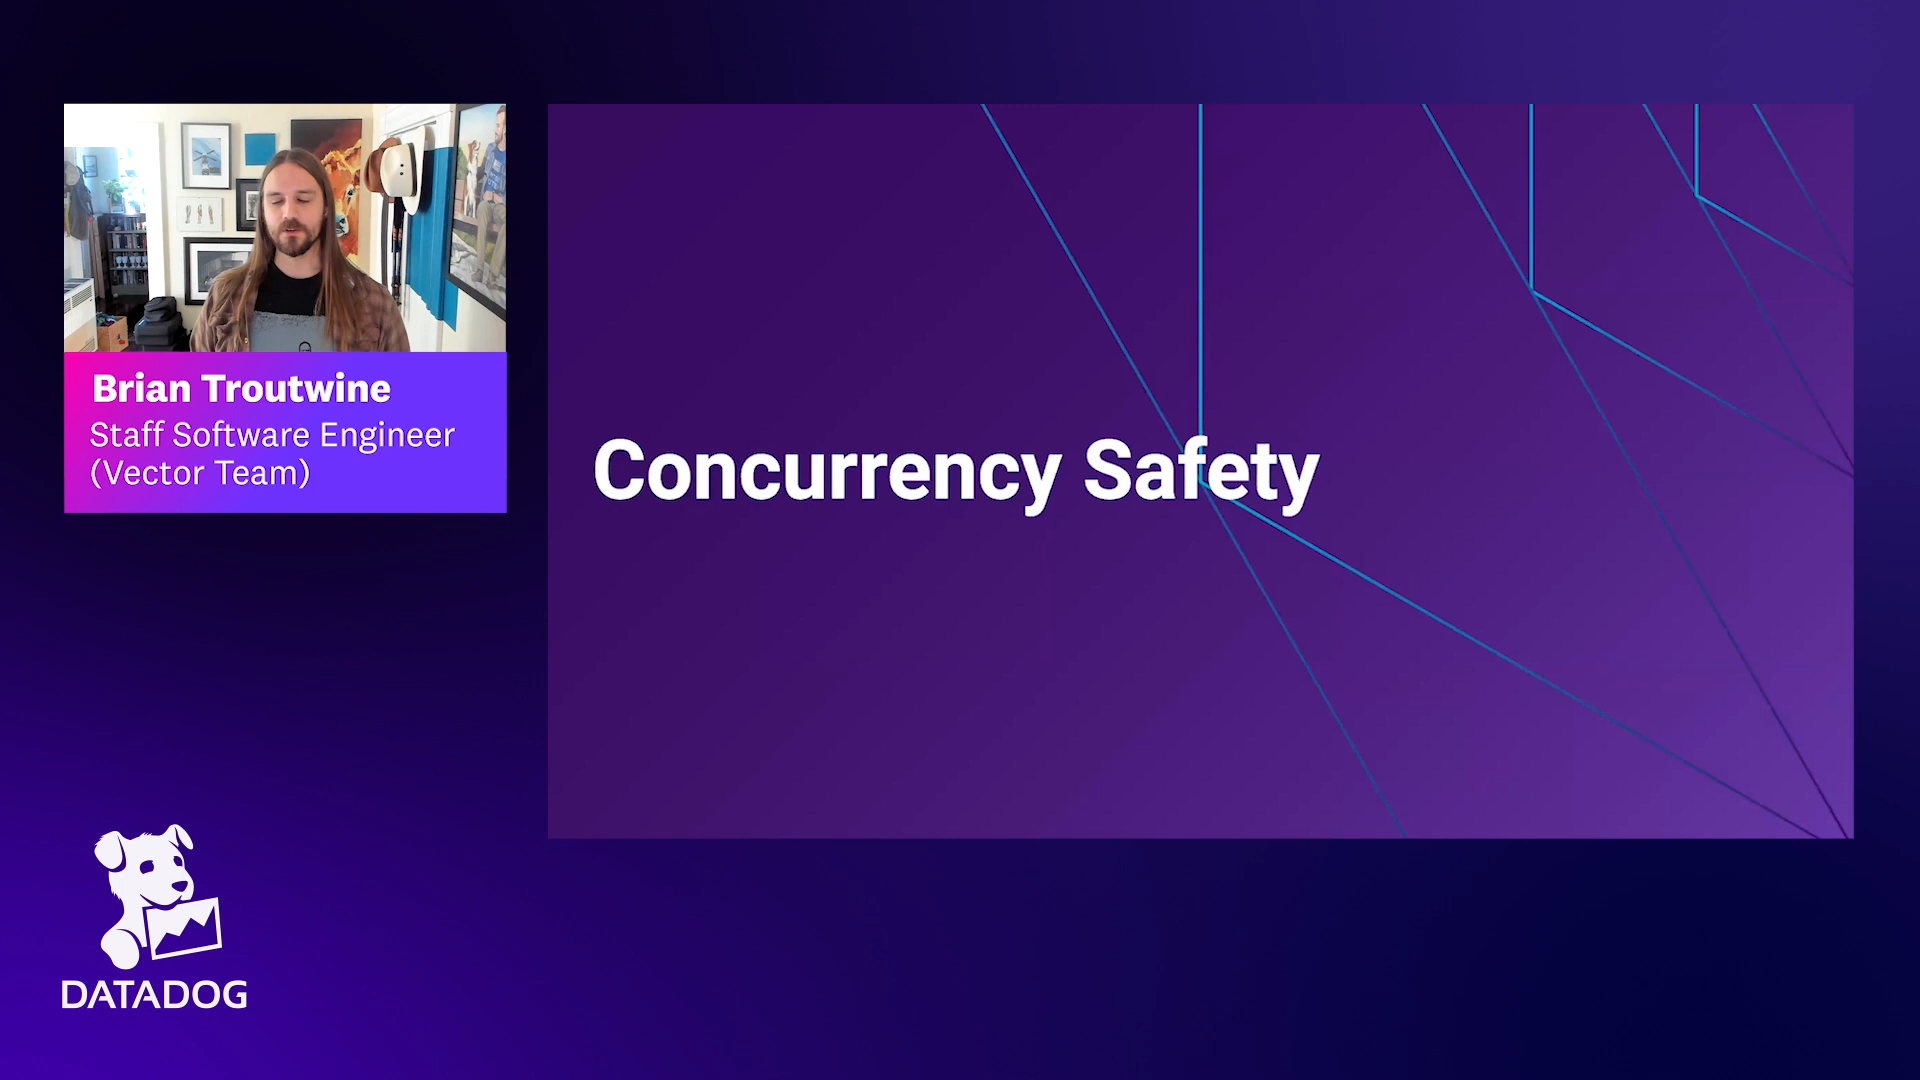 Brian Troutwine
Staff Software Engineer
(Vector Team)
Concurrency Safety
DATADOG